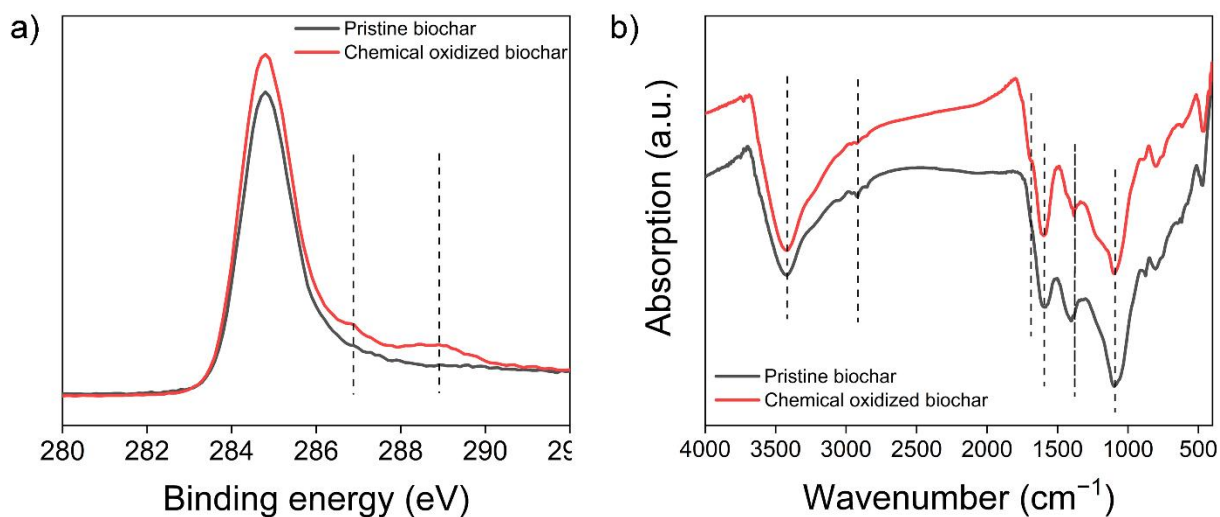 a)
Pristine biochar
Chemical oxidized biochar
280 282 284 286 288 290 29
Binding energy (eV)
b)
Absorption (a.u.)
Pristine biochar
Chemical oxidized biochar
4000 3500 3000 2500 2000 1500 1000 500
Wavenumber (cm⁻¹)